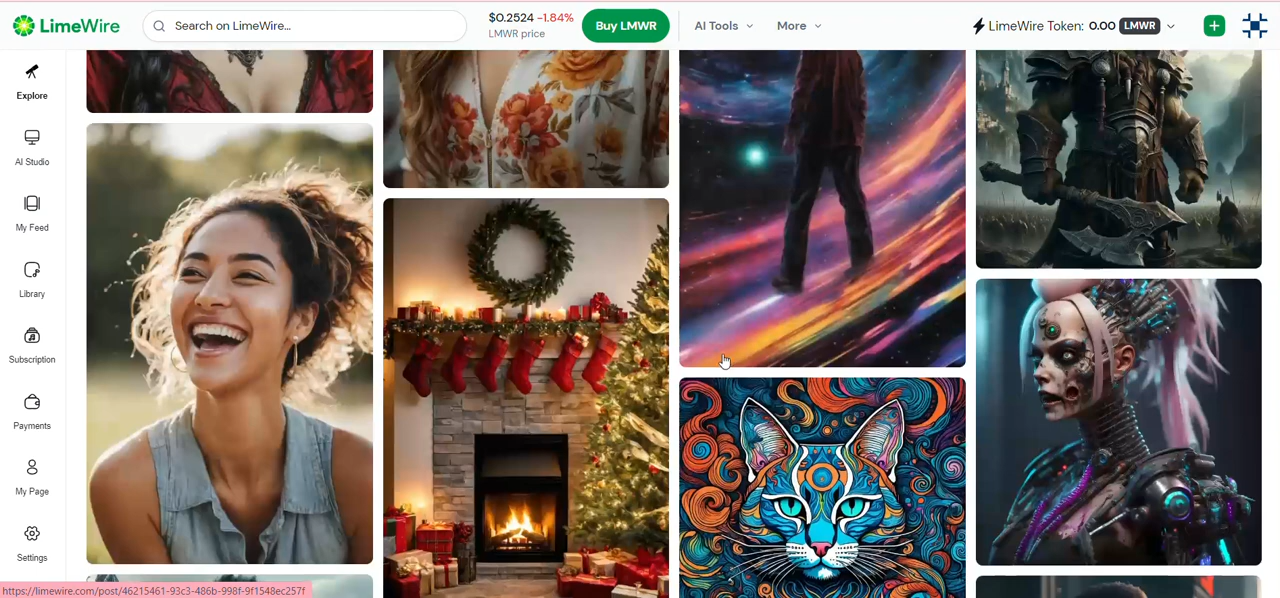 LimeWire
Search on LimeWire...
$0.2524 -1.84%
LMWR price
Buy LMWR
AI Tools
More
LimeWire Token: 0.00 LMWR
Explore
AI Studio
My Feed
Library
Subscription
Payments
My Page
Settings
https://limewire.com/post/46215461-93c3-486b-998f-9f1548ec257f